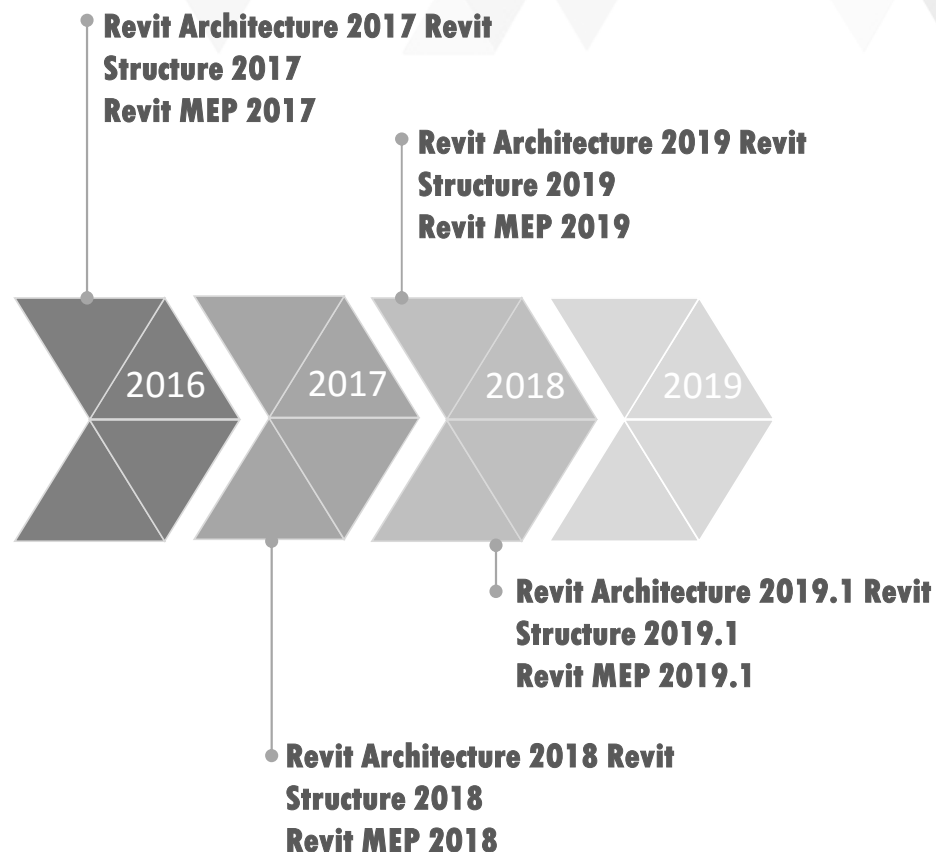 Revit Architecture 2017 Revit
Structure 2017
Revit MEP 2017
Revit Architecture 2019 Revit
Structure 2019
Revit MEP 2019
2016
2017
2018
2019
Revit Architecture 2019.1 Revit
Structure 2019.1
Revit MEP 2019.1
Revit Architecture 2018 Revit
Structure 2018
Revit MEP 2018